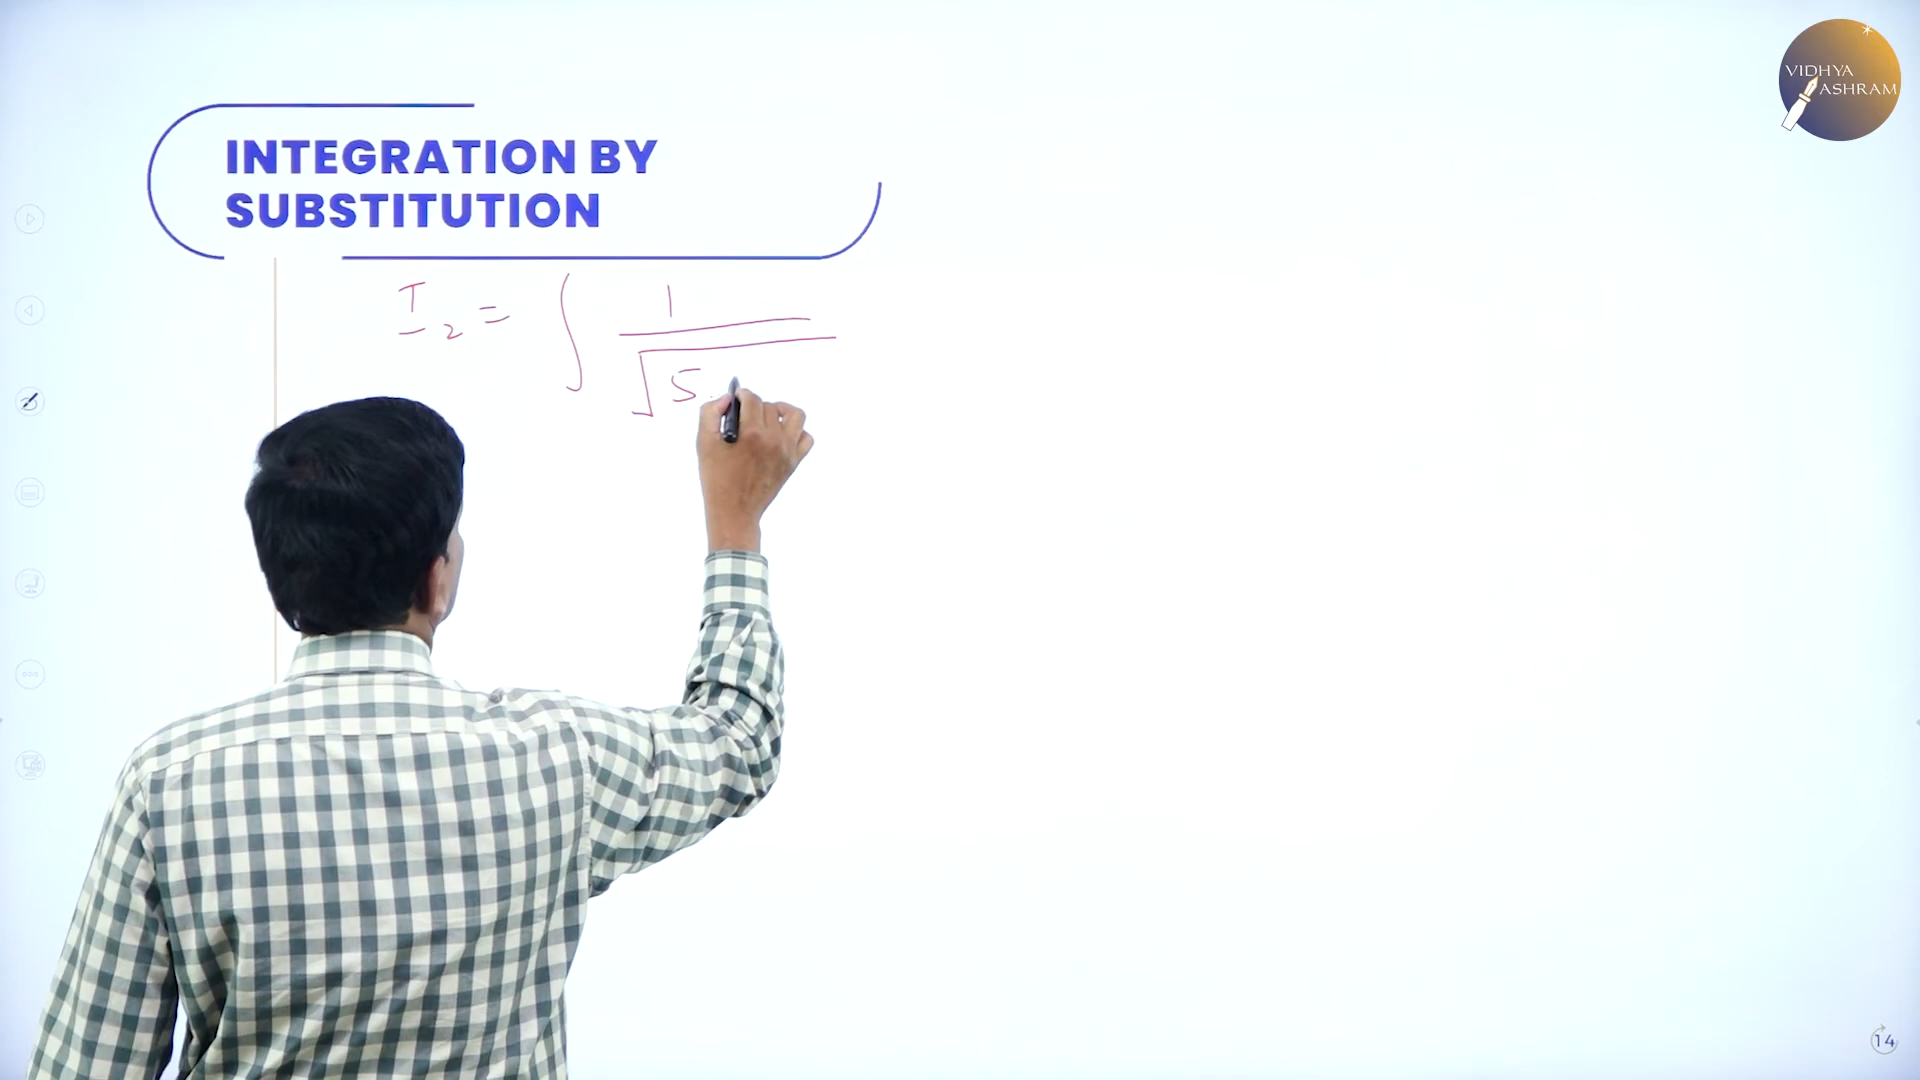 VIDHYA
ASHRAM
INTEGRATION BY
SUBSTITUTION
I₂ = ∫ 1 / √5
14